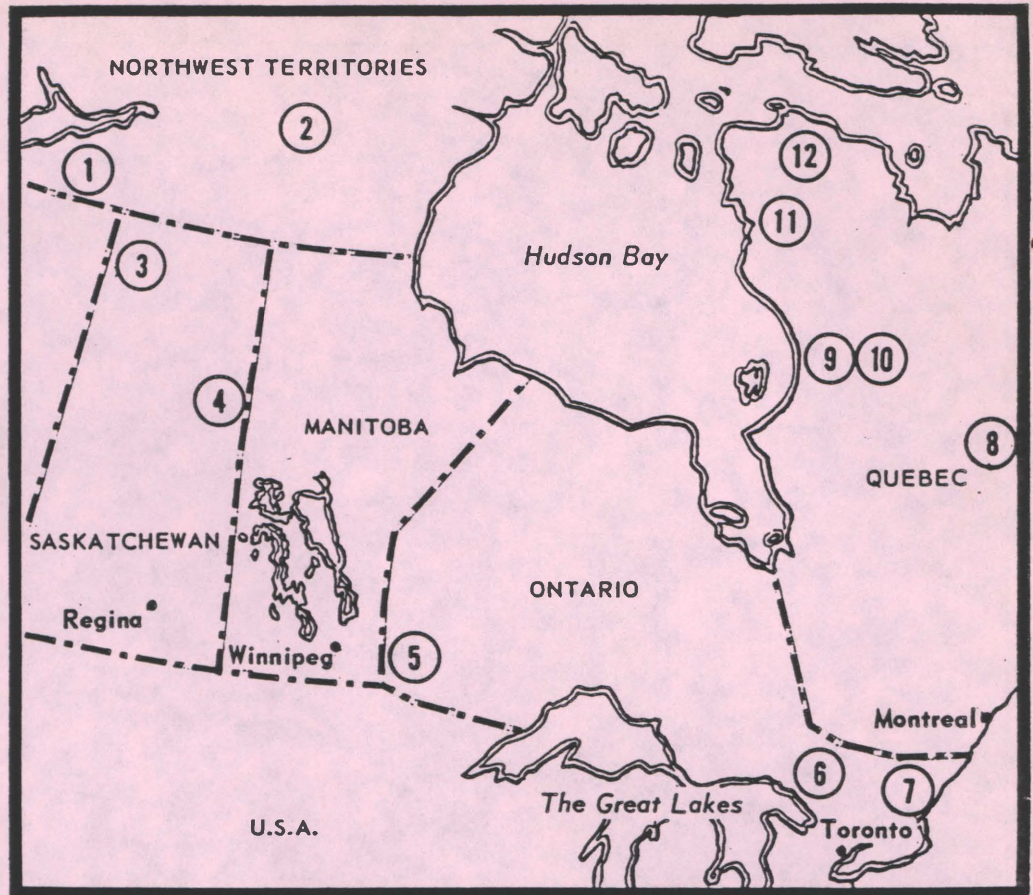 NORTHWEST TERRITORIES
2
1
12
11
3
Hudson Bay
9 10
4
MANITOBA
8
QUEBEC
SASKATCHEWAN
ONTARIO
Regina
Winnipeg
5
Montreal
6
7
The Great Lakes
U.S.A.
Toronto